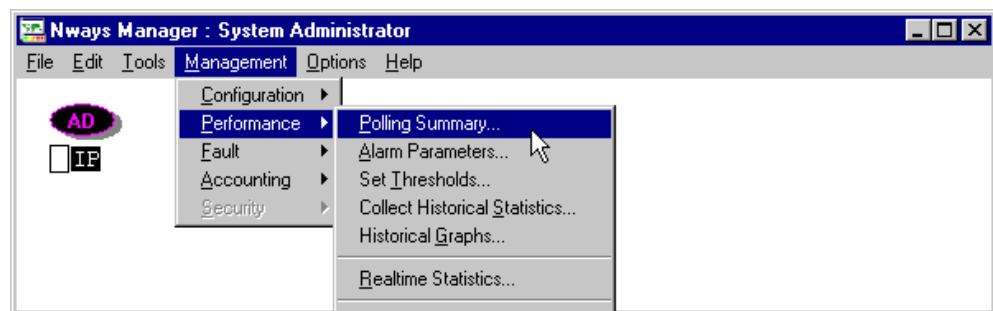 Nways Manager : System Administrator
File Edit Tools Management Options Help
Configuration
AD
Performance
Polling Summary...
IP
Fault
Alarm Parameters...
Accounting
Set Thresholds...
Security
Collect Historical Statistics...
Historical Graphs...
Realtime Statistics...